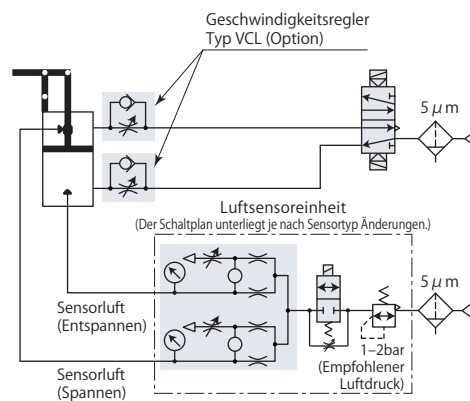 Geschwindigkeitsregler
Typ VCL (Option)
5 μm
Luftsensoreinheit
(Der Schaltplan unterliegt je nach Sensortyp Änderungen.)
5 μm
Sensorluft
(Entspannen)
1–2bar
(Empfohlener
Luftdruck)
Sensorluft
(Spannen)